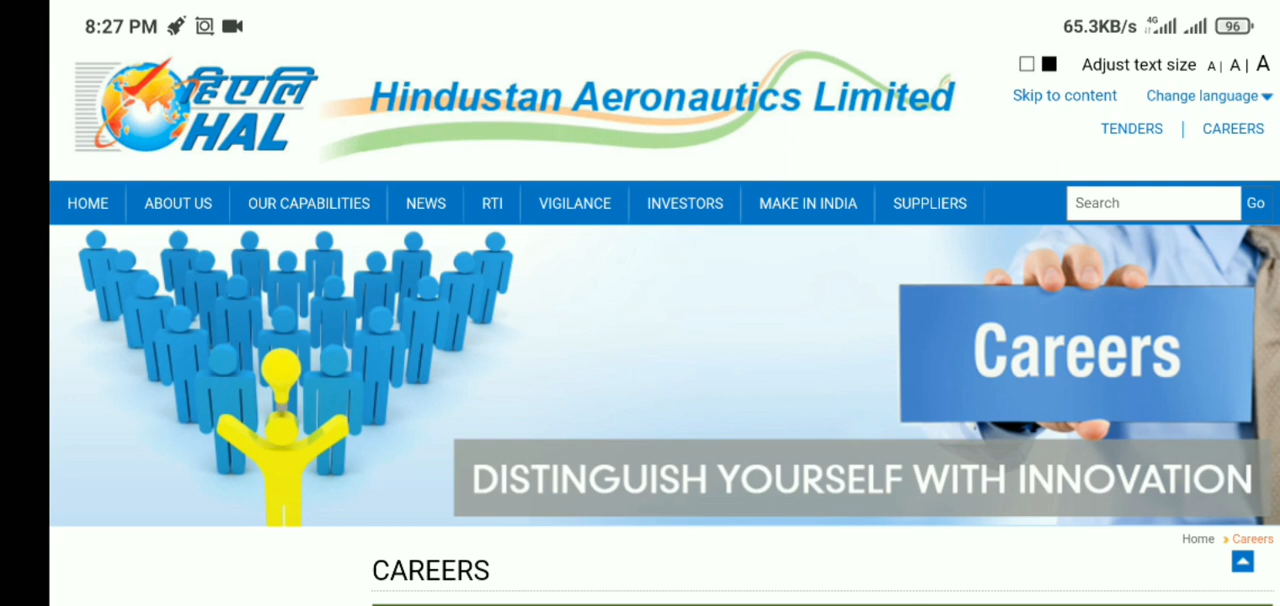 8:27 PM 65.3KB/s 4G 96
हिएलि
HAL
Hindustan Aeronautics Limited
Adjust text size A | A | A
Skip to content Change language
TENDERS | CAREERS
HOME ABOUT US OUR CAPABILITIES NEWS RTI VIGILANCE INVESTORS MAKE IN INDIA SUPPLIERS Search Go
Careers
DISTINGUISH YOURSELF WITH INNOVATION
Home » Careers
CAREERS